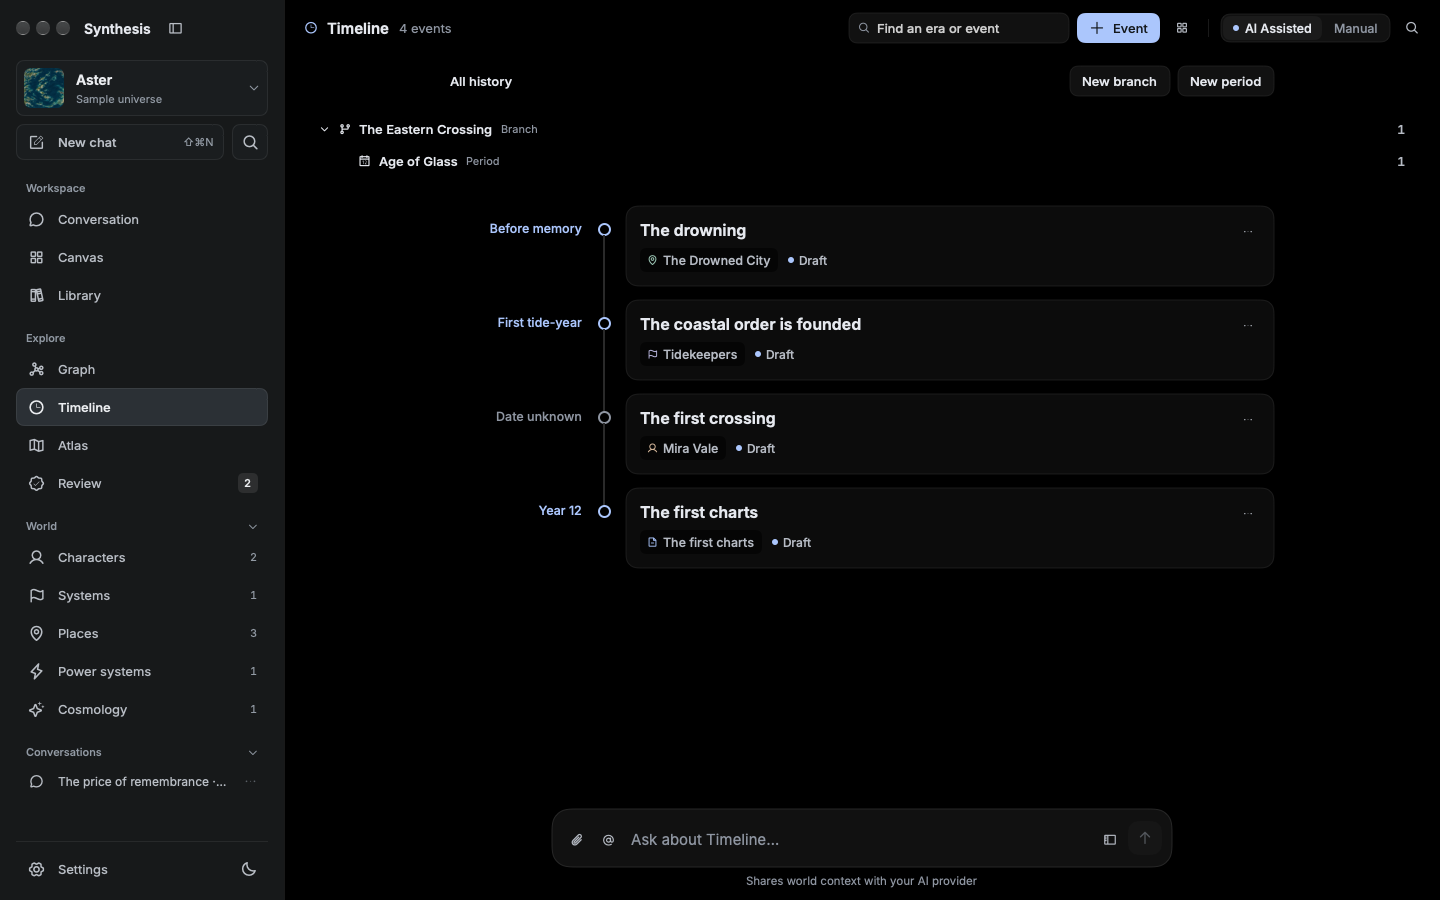 Synthesis
Aster
Sample universe
New chat ⇧⌘N
Workspace
Conversation
Canvas
Library
Explore
Graph
Timeline
Atlas
Review 2
World
Characters 2
Systems 1
Places 3
Power systems 1
Cosmology 1
Conversations
The price of remembrance ·...
Settings
Timeline 4 events
Find an era or event
Event
AI Assisted
Manual
All history
New branch
New period
The Eastern Crossing Branch 1
Age of Glass Period 1
Before memory
The drowning
The Drowned City Draft
First tide-year
The coastal order is founded
Tidekeepers Draft
Date unknown
The first crossing
Mira Vale Draft
Year 12
The first charts
The first charts Draft
Ask about Timeline...
Shares world context with your AI provider